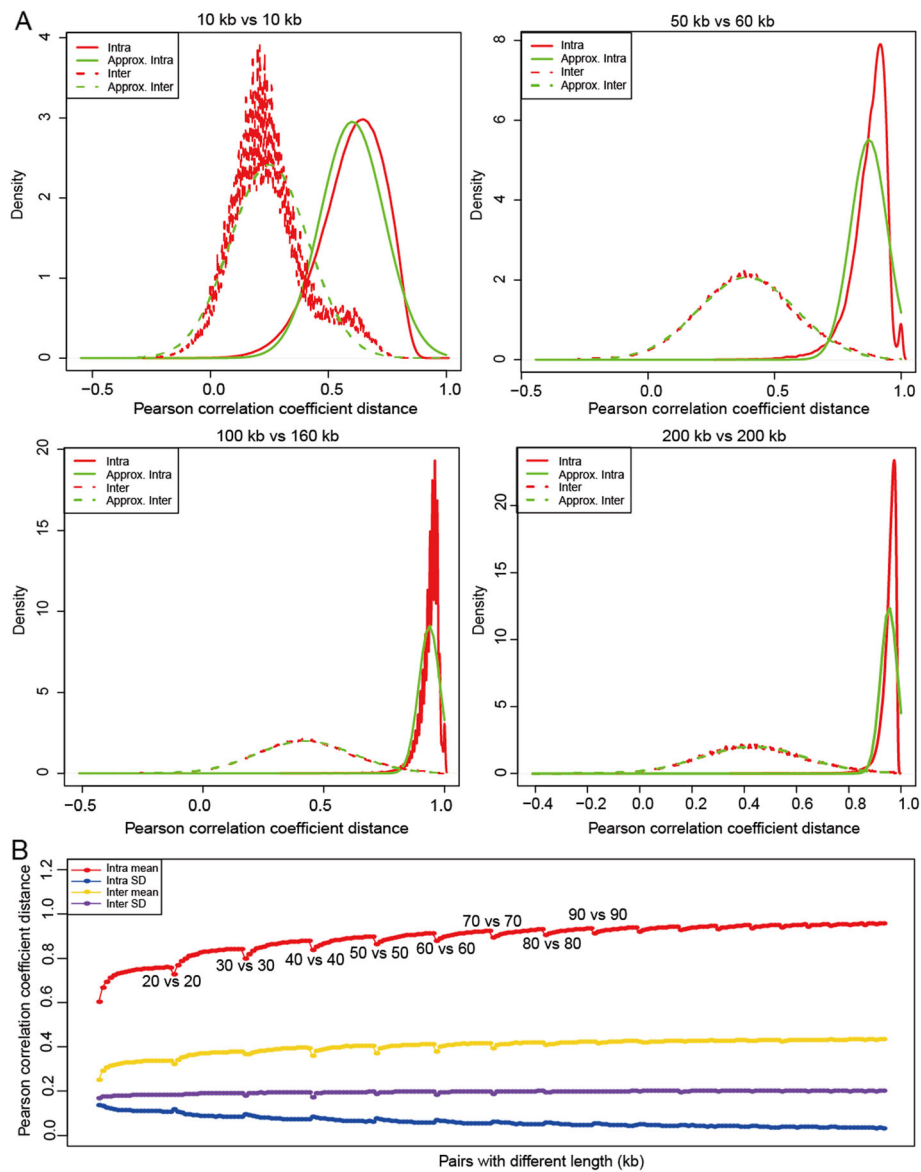 A
10 kb vs 10 kb
Intra
Approx. Intra
Inter
Approx. Inter
Density
4
3
2
1
0
−0.5
0.0
0.5
1.0
Pearson correlation coefficient distance
50 kb vs 60 kb
Intra
Approx. Intra
Inter
Approx. Inter
Density
8
6
4
2
0
−0.5
0.0
0.5
1.0
Pearson correlation coefficient distance
100 kb vs 160 kb
Intra
Approx. Intra
Inter
Approx. Inter
Density
20
15
10
5
0
−0.5
0.0
0.5
1.0
Pearson correlation coefficient distance
200 kb vs 200 kb
Intra
Approx. Intra
Inter
Approx. Inter
Density
20
15
10
5
0
−0.4
−0.2
0.0
0.2
0.4
0.6
0.8
1.0
Pearson correlation coefficient distance
B
Intra mean
Intra SD
Inter mean
Inter SD
Pearson correlation coefficient distance
1.2
1.0
0.8
0.6
0.4
0.2
0.0
20 vs 20
30 vs 30
40 vs 40
50 vs 50
60 vs 60
70 vs 70
80 vs 80
90 vs 90
Pairs with different length (kb)